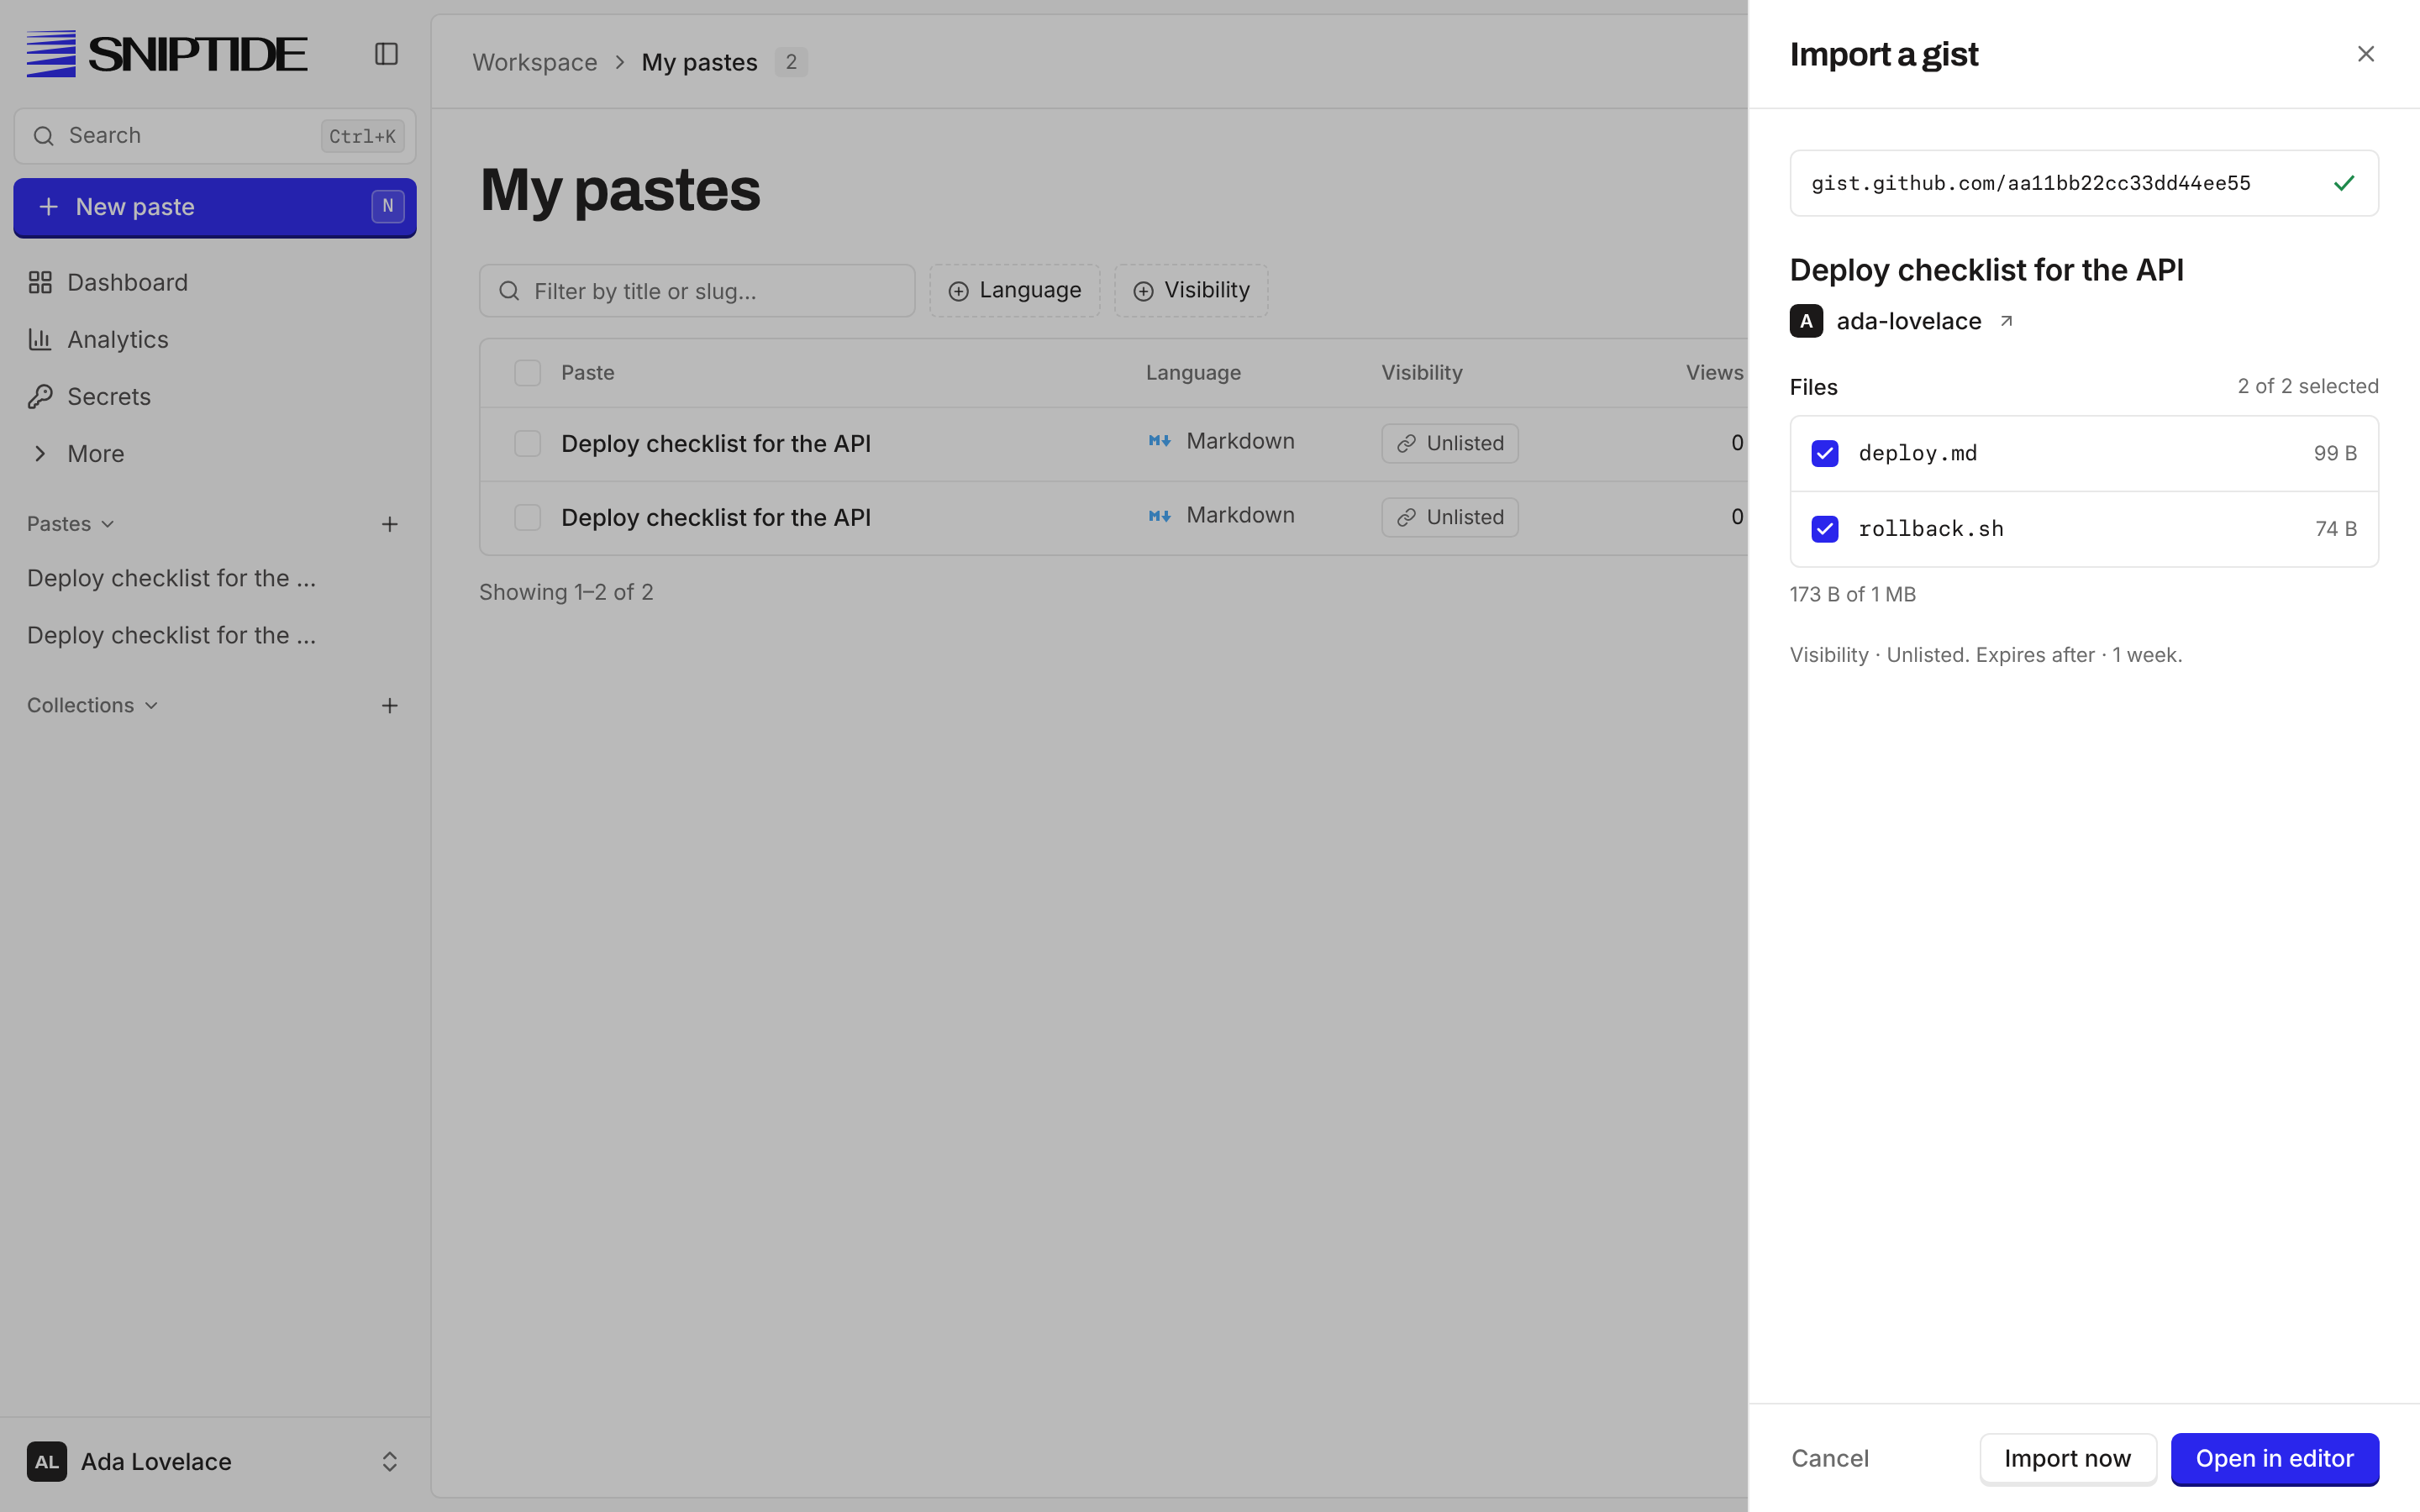 SNIPTIDE
Search Ctrl+K
New paste N
Dashboard
Analytics
Secrets
More
Pastes
Deploy checklist for the ...
Deploy checklist for the ...
Collections
AL Ada Lovelace
Workspace > My pastes 2
My pastes
Filter by title or slug... Language Visibility
Paste Language Visibility Views
Deploy checklist for the API Markdown Unlisted 0
Deploy checklist for the API Markdown Unlisted 0
Showing 1–2 of 2
Import a gist
gist.github.com/aa11bb22cc33dd44ee55
Deploy checklist for the API
A ada-lovelace
Files 2 of 2 selected
deploy.md 99 B
rollback.sh 74 B
173 B of 1 MB
Visibility · Unlisted. Expires after · 1 week.
Cancel Import now Open in editor